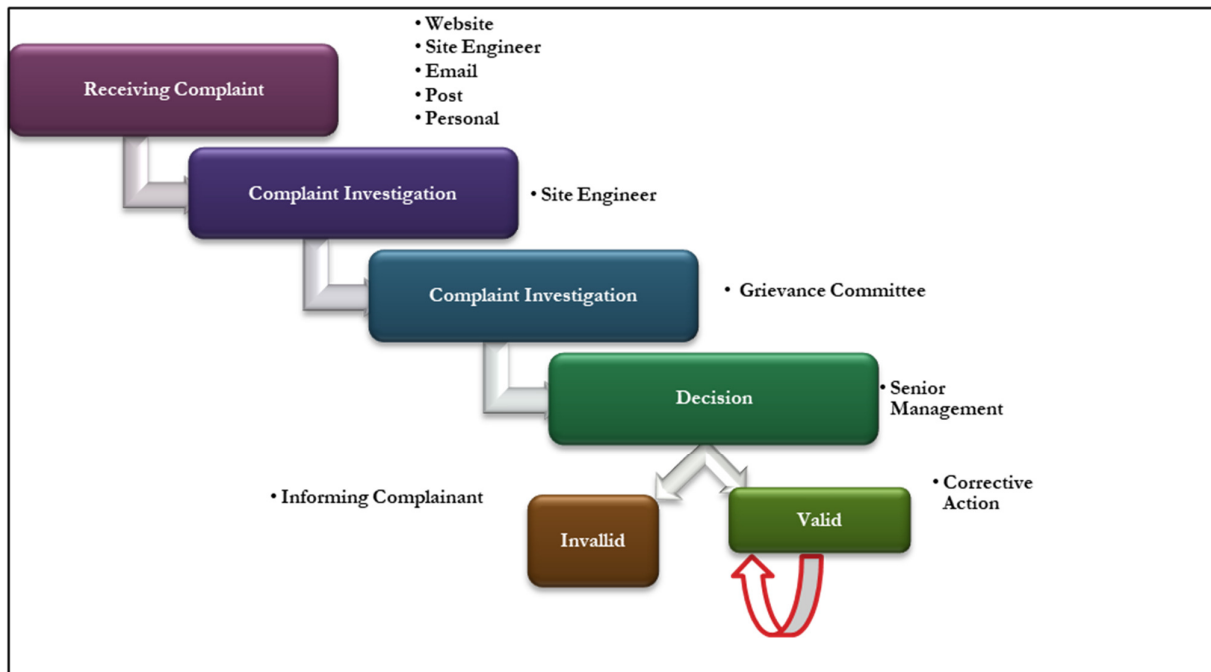 • Website
• Site Engineer
• Email
• Post
• Personal
Receiving Complaint
Complaint Investigation
• Site Engineer
Complaint Investigation
• Grievance Committee
Decision
• Senior
Management
• Informing Complainant
Invallid
Valid
• Corrective
Action